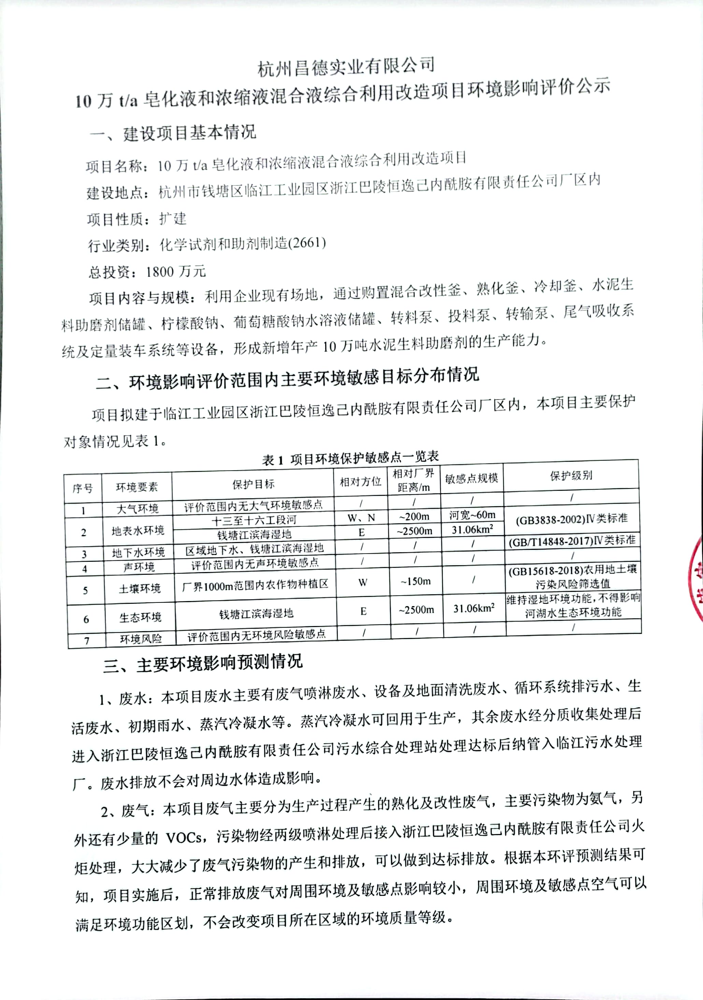 杭州昌德实业有限公司
10 万 t/a 皂化液和浓缩液混合液综合利用改造项目环境影响评价公示
一、建设项目基本情况
项目名称：10 万 t/a 皂化液和浓缩液混合液综合利用改造项目
建设地点：杭州市钱塘区临江工业园区浙江巴陵恒逸己内酰胺有限责任公司厂区内
项目性质：扩建
行业类别：化学试剂和助剂制造(2661)
总投资：1800 万元
项目内容与规模：利用企业现有场地，通过购置混合改性釜、熟化釜、冷却釜、水泥生
料助磨剂储罐、柠檬酸钠、葡萄糖酸钠水溶液储罐、转料泵、投料泵、转输泵、尾气吸收系
统及定量装车系统等设备，形成新增年产 10 万吨水泥生料助磨剂的生产能力。
二、环境影响评价范围内主要环境敏感目标分布情况
项目拟建于临江工业园区浙江巴陵恒逸己内酰胺有限责任公司厂区内，本项目主要保护
对象情况见表 1。
表 1 项目环境保护敏感点一览表
序号 环境要素 保护目标 相对方位 相对厂界距离/m 敏感点规模 保护级别
1 大气环境 评价范围内无大气环境敏感点 / / / /
2 地表水环境 十三至十六工段河 W、N ~200m 河宽~60m (GB3838-2002)Ⅳ类标准
钱塘江滨海湿地 E ~2500m 31.06km²
3 地下水环境 区域地下水、钱塘江滨海湿地 / / / (GB/T14848-2017)Ⅳ类标准
4 声环境 评价范围内无声环境敏感点 / / / /
5 土壤环境 厂界1000m范围内农作物种植区 W ~150m / (GB15618-2018)农用地土壤污染风险筛选值
6 生态环境 钱塘江滨海湿地 E ~2500m 31.06km² 维持湿地环境功能，不得影响河湖水生态环境功能
7 环境风险 评价范围内无环境风险敏感点 / / / /
三、主要环境影响预测情况
1、废水：本项目废水主要有废气喷淋废水、设备及地面清洗废水、循环系统排污水、生
活废水、初期雨水、蒸汽冷凝水等。蒸汽冷凝水可回用于生产，其余废水经分质收集处理后
进入浙江巴陵恒逸己内酰胺有限责任公司污水综合处理站处理达标后纳管入临江污水处理
厂。废水排放不会对周边水体造成影响。
2、废气：本项目废气主要分为生产过程产生的熟化及改性废气，主要污染物为氨气，另
外还有少量的 VOCs，污染物经两级喷淋处理后接入浙江巴陵恒逸己内酰胺有限责任公司火
炬处理，大大减少了废气污染物的产生和排放，可以做到达标排放。根据本环评预测结果可
知，项目实施后，正常排放废气对周围环境及敏感点影响较小，周围环境及敏感点空气可以
满足环境功能区划，不会改变项目所在区域的环境质量等级。